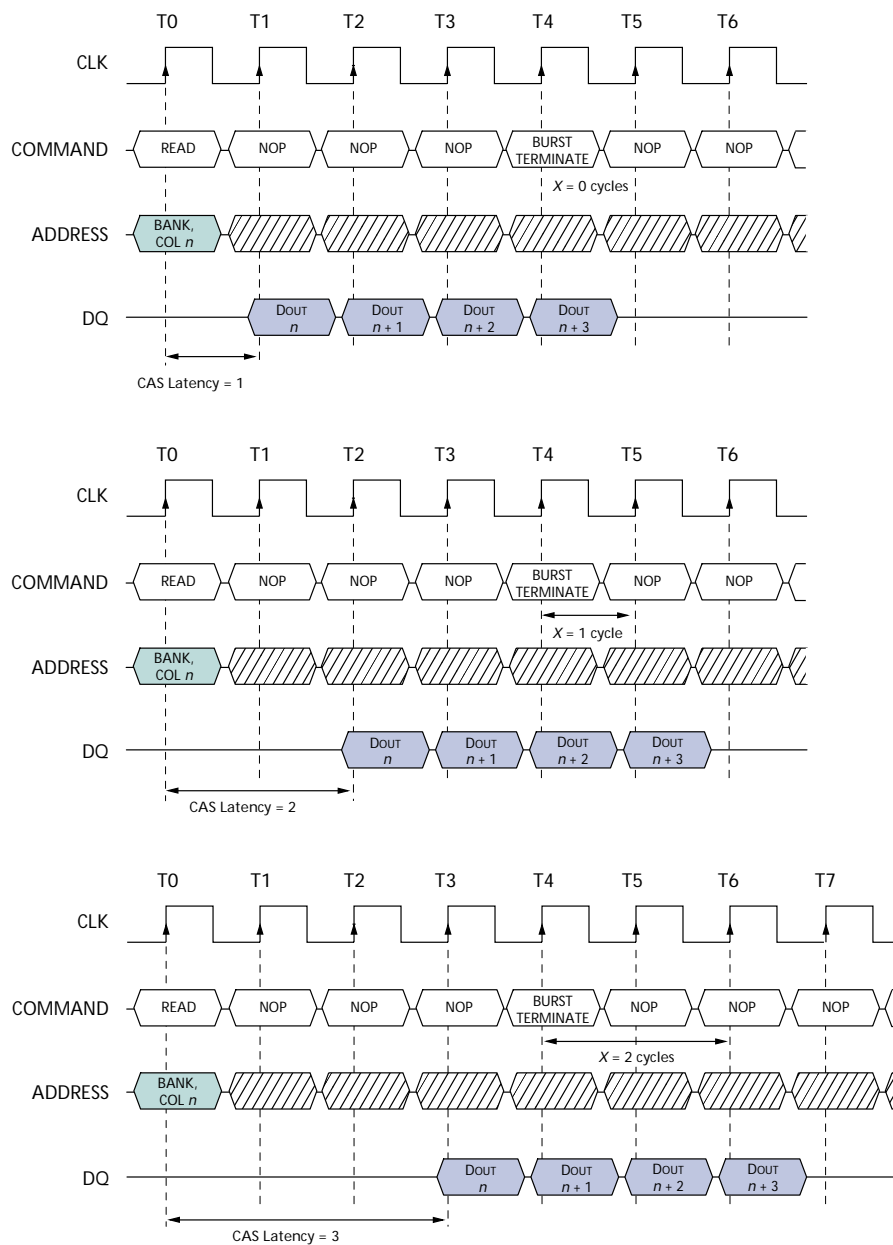 T0 T1 T2 T3 T4 T5 T6
CLK
COMMAND READ NOP NOP NOP BURST TERMINATE NOP NOP
X = 0 cycles
ADDRESS BANK, COL n
DQ DOUT n DOUT n + 1 DOUT n + 2 DOUT n + 3
CAS Latency = 1
T0 T1 T2 T3 T4 T5 T6
CLK
COMMAND READ NOP NOP NOP BURST TERMINATE NOP NOP
X = 1 cycle
ADDRESS BANK, COL n
DQ DOUT n DOUT n + 1 DOUT n + 2 DOUT n + 3
CAS Latency = 2
T0 T1 T2 T3 T4 T5 T6 T7
CLK
COMMAND READ NOP NOP NOP BURST TERMINATE NOP NOP NOP
X = 2 cycles
ADDRESS BANK, COL n
DQ DOUT n DOUT n + 1 DOUT n + 2 DOUT n + 3
CAS Latency = 3